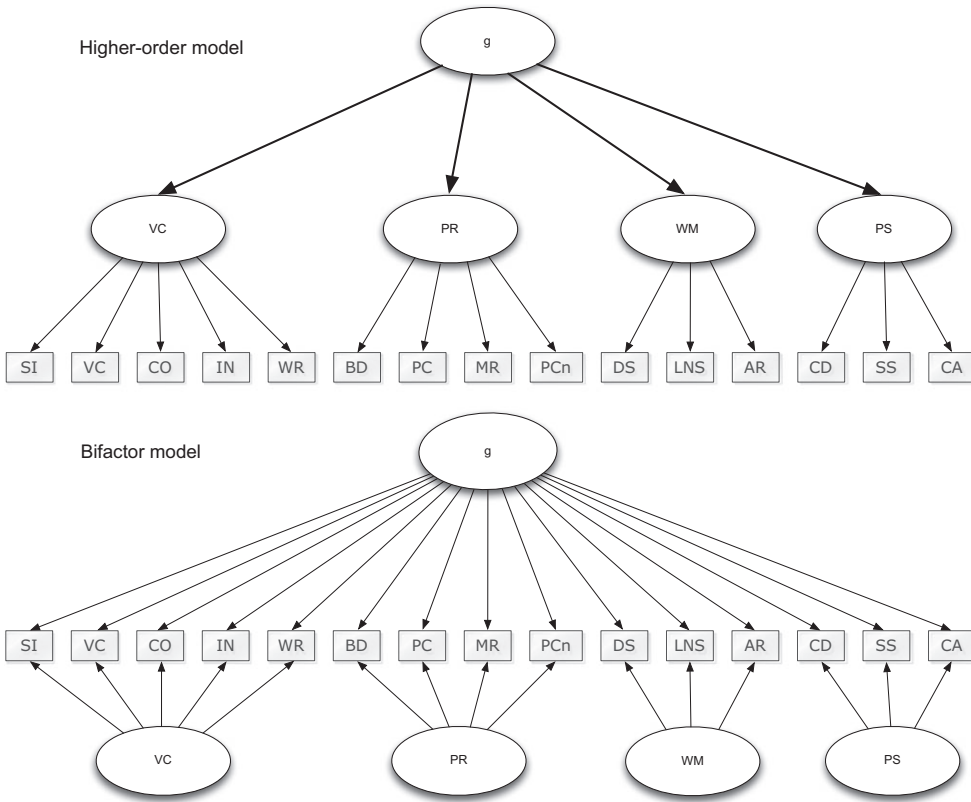 g
Higher-order model
VC PR WM PS
SI VC CO IN WR BD PC MR PCn DS LNS AR CD SS CA
Bifactor model
g
SI VC CO IN WR BD PC MR PCn DS LNS AR CD SS CA
VC PR WM PS